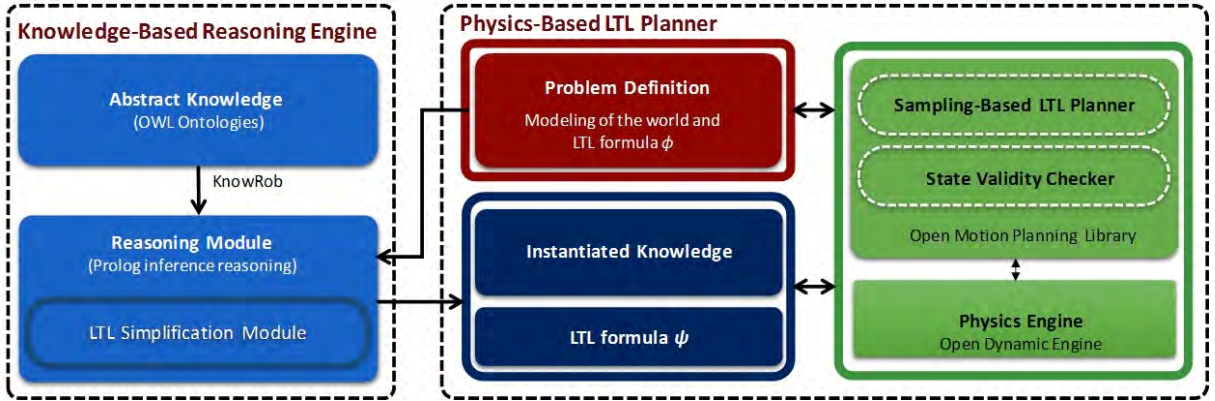 Knowledge-Based Reasoning Engine
Abstract Knowledge
(OWL Ontologies)
KnowRob
Reasoning Module
(Prolog inference reasoning)
LTL Simplification Module
Physics-Based LTL Planner
Problem Definition
Modeling of the world and
LTL formula ϕ
Instantiated Knowledge
LTL formula ψ
Sampling-Based LTL Planner
State Validity Checker
Open Motion Planning Library
Physics Engine
Open Dynamic Engine